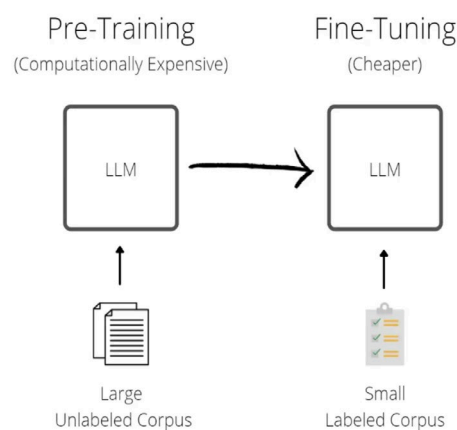 Pre-Training
(Computationally Expensive)
Fine-Tuning
(Cheaper)
LLM
LLM
Large
Unlabeled Corpus
Small
Labeled Corpus